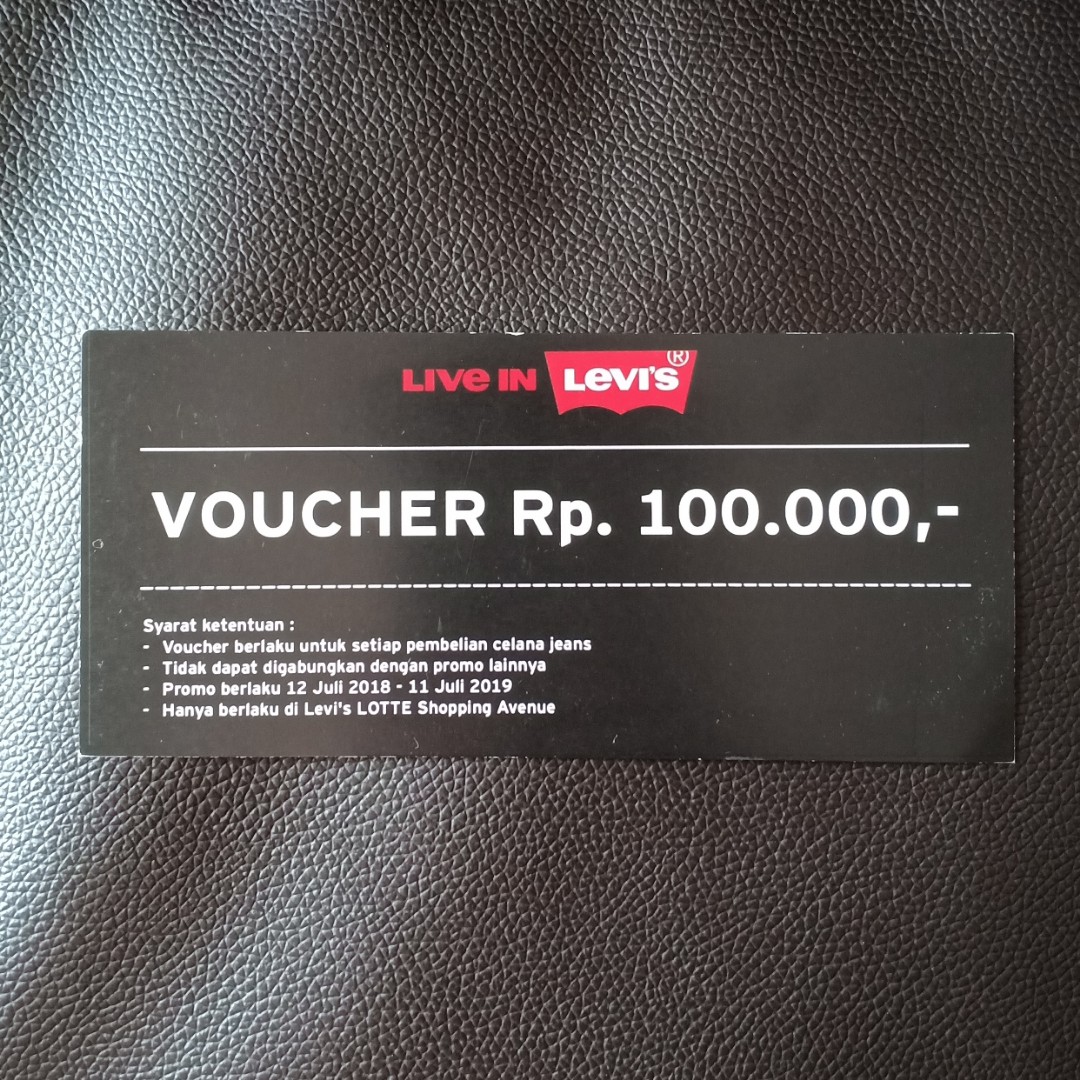 LIVE IN LEVI'S ®
VOUCHER Rp. 100.000,-
Syarat ketentuan :
- Voucher berlaku untuk setiap pembelian celana jeans
- Tidak dapat digabungkan dengan promo lainnya
- Promo berlaku 12 Juli 2018 - 11 Juli 2019
- Hanya berlaku di Levi's LOTTE Shopping Avenue